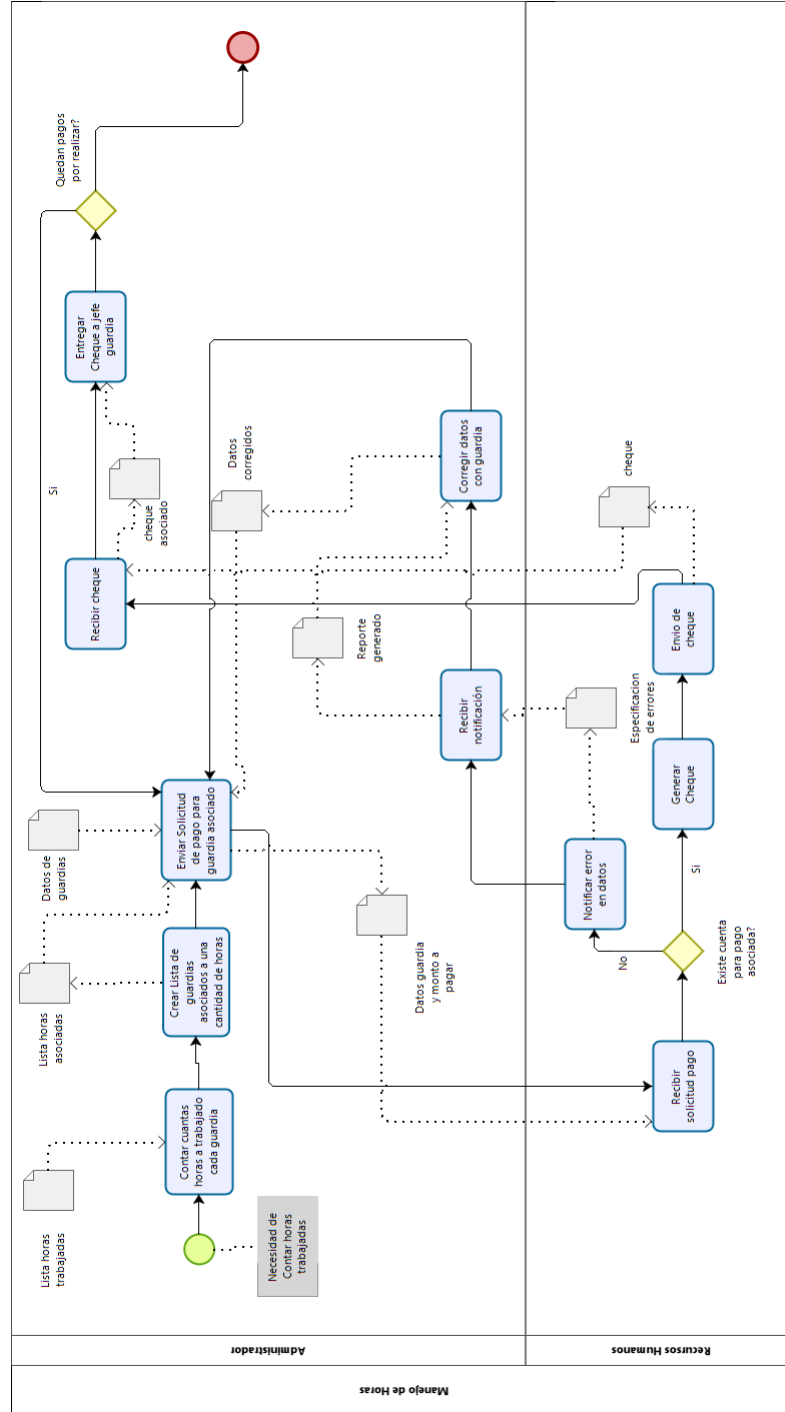 Manejo de Horas
Administrador
Recursos Humanos
Necesidad de
Contar horas
trabajadas
Lista horas
trabajadas
Contar cuantas
horas a trabajado
cada guardia
Lista horas
asociadas
Crear Lista de
guardias
asociados a una
cantidad de horas
Datos de
guardias
Enviar Solicitud
de pago para
guardia asociado
Datos guardia
y monto a
pagar
Recibir
solicitud pago
Existe cuenta
para pago
asociada?
No
Si
Notificar error
en datos
Especificacion
de errores
Generar
Cheque
Envio de
cheque
cheque
Recibir
notificación
Reporte
generado
Corregir datos
con guardia
Datos
corregidos
Recibir cheque
cheque
asociado
Entregar
Cheque a jefe
guardia
Quedan pagos
por realizar?
Si